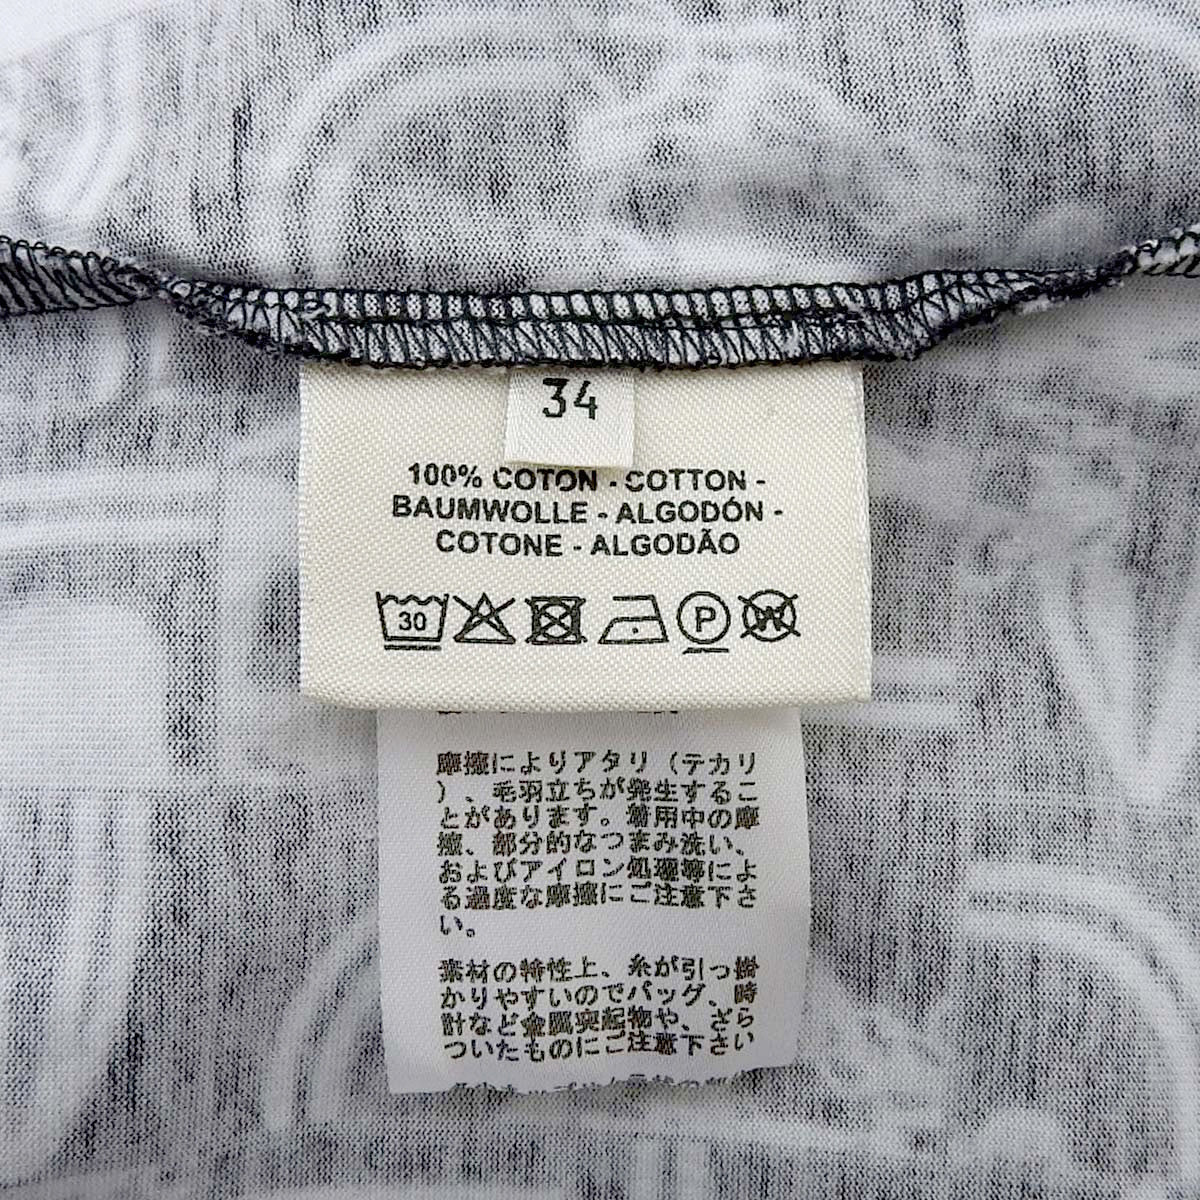 34
100% COTON - COTTON -
BAUMWOLLE - ALGODÓN -
COTONE - ALGODÃO
30
P
W
摩擦によりアタリ（テカリ
）、毛羽立ちが発生するこ
とがあります。着用中の摩
擦、部分的なつまみ洗い、
およびアイロン処理等によ
る過度な摩擦にご注意下さ
い。
素材の特性上、糸が引っ掛
かりやすいのでバッグ、時
計など金属突起物や、ざら
ついたものにご注意下さい